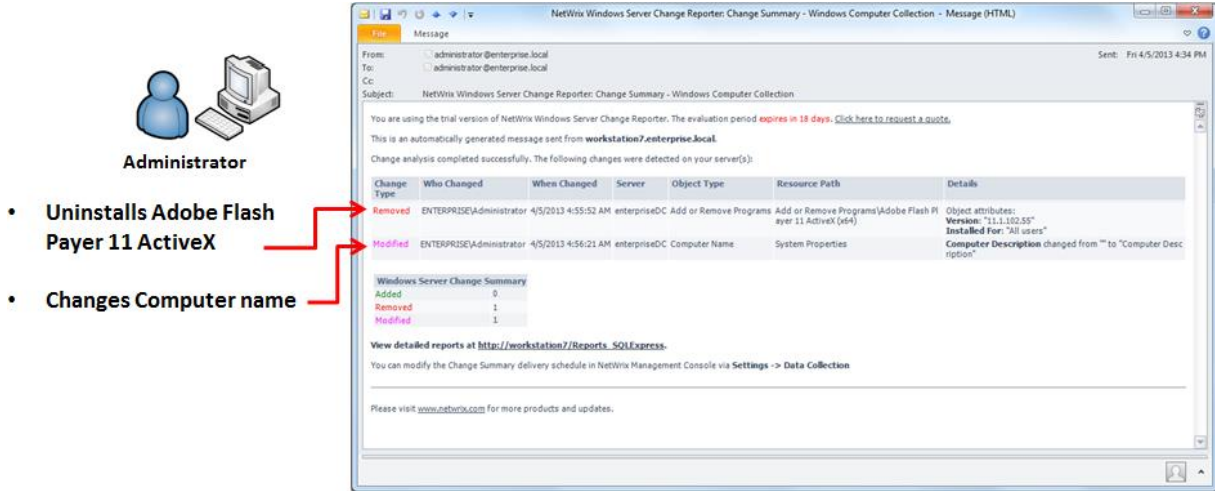 NetWrix Windows Server Change Reporter: Change Summary - Windows Computer Collection - Message (HTML)
File Message
From: administrator@enterprise.local Sent: Fri 4/5/2013 4:34 PM
To: administrator@enterprise.local
Cc
Subject: NetWrix Windows Server Change Reporter: Change Summary - Windows Computer Collection
You are using the trial version of NetWrix Windows Server Change Reporter. The evaluation period expires in 18 days. Click here to request a quote.
This is an automatically generated message sent from workstation7.enterprise.local.
Change analysis completed successfully. The following changes were detected on your server(s):
Change Type Who Changed When Changed Server Object Type Resource Path Details
Removed ENTERPRISE\Administrator 4/5/2013 4:55:52 AM enterpriseDC Add or Remove Programs Add or Remove Programs\Adobe Flash Pl
ayer 11 ActiveX (x64)
Object attributes:
Version: "11.1.102.55"
Installed For: "All users"
Modified ENTERPRISE\Administrator 4/5/2013 4:56:21 AM enterpriseDC Computer Name System Properties Computer Description changed from "" to "Computer Desc
ription"
Windows Server Change Summary
Added 0
Removed 1
Modified 1
View detailed reports at http://workstation7/Reports_SQLExpress.
You can modify the Change Summary delivery schedule in NetWrix Management Console via Settings -> Data Collection
Please visit www.netwrix.com for more products and updates.
Administrator
• Uninstalls Adobe Flash
Payer 11 ActiveX
• Changes Computer name